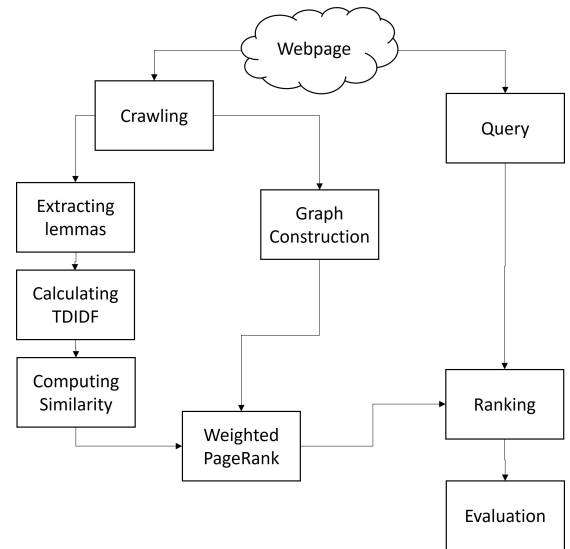 Webpage
Crawling
Query
Extracting
lemmas
Graph
Construction
Calculating
TDIDF
Computing
Similarity
Weighted
PageRank
Ranking
Evaluation